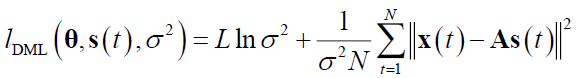 l_DML (θ, s(t), σ²) = L ln σ² + 1/(σ²N) ∑_{t=1}^{N} ‖x(t) − As(t)‖²